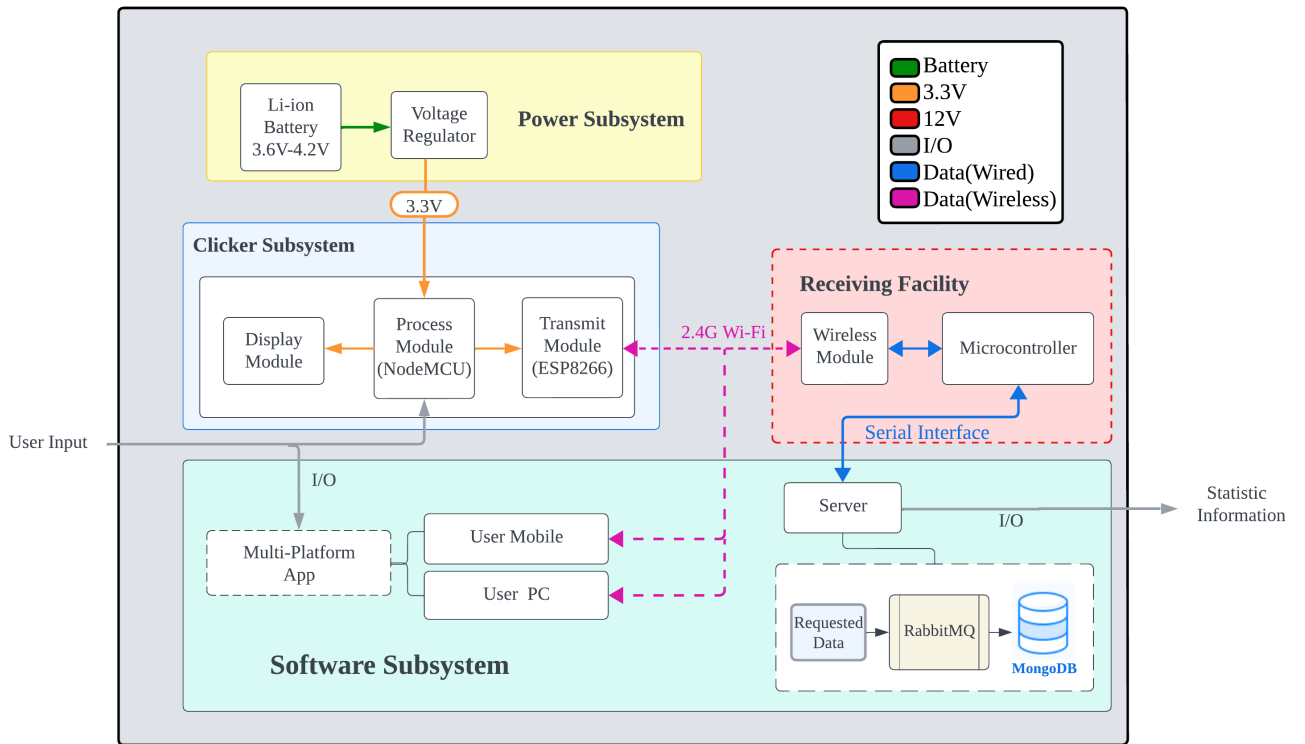 Li-ion
Battery
3.6V-4.2V
Voltage
Regulator
Power Subsystem
Battery
3.3V
12V
I/O
Data(Wired)
Data(Wireless)
3.3V
Clicker Subsystem
Display
Module
Process
Module
(NodeMCU)
Transmit
Module
(ESP8266)
2.4G Wi-Fi
Receiving Facility
Wireless
Module
Microcontroller
Serial Interface
User Input
I/O
Multi-Platform
App
User Mobile
User PC
Software Subsystem
Server
I/O
Statistic
Information
Requested
Data
RabbitMQ
MongoDB